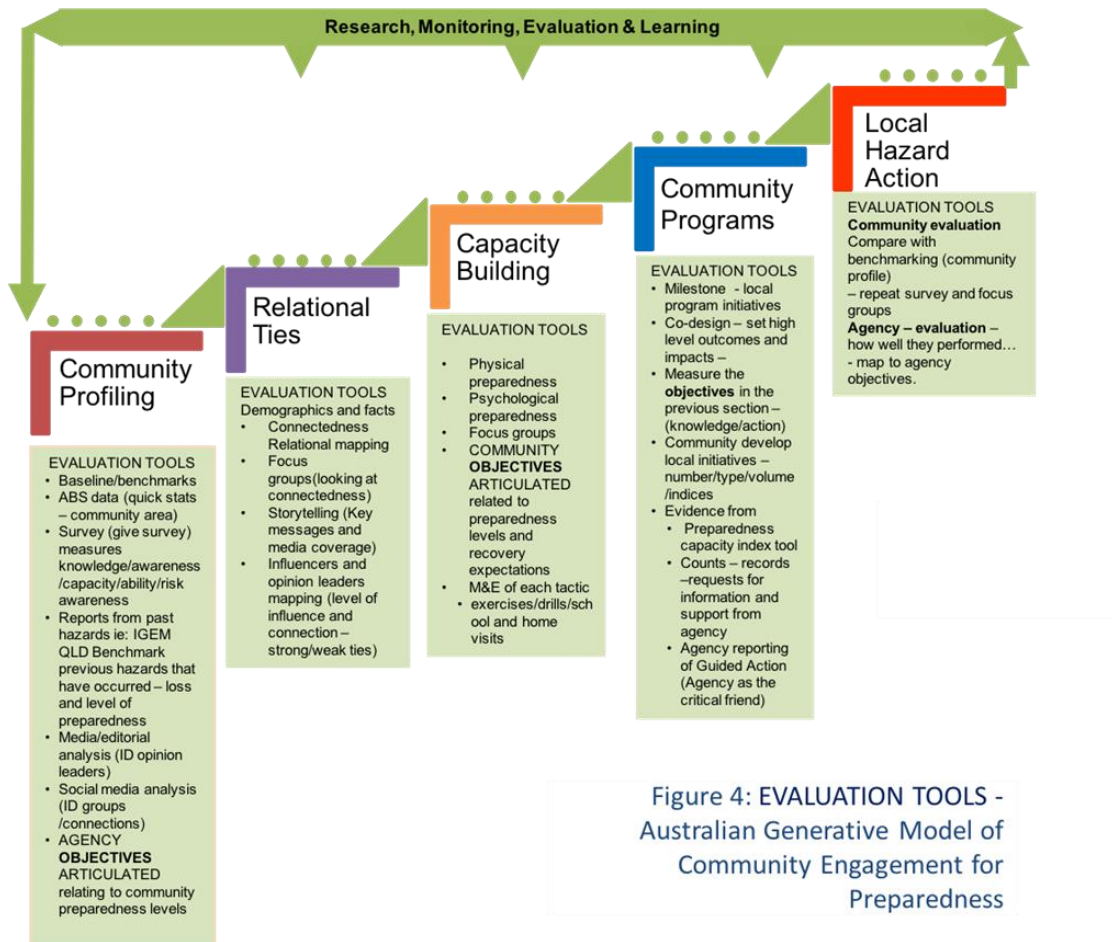 Research, Monitoring, Evaluation & Learning
Community
Profiling
EVALUATION TOOLS
• Baseline/benchmarks
• ABS data (quick stats
– community area)
• Survey (give survey)
measures
knowledge/awareness
/capacity/ability/risk
awareness
• Reports from past
hazards ie: IGEM
QLD Benchmark
previous hazards that
have occurred – loss
and level of
preparedness
• Media/editorial
analysis (ID opinion
leaders)
• Social media analysis
(ID groups
/connections)
• AGENCY
OBJECTIVES
ARTICULATED
relating to community
preparedness levels
Relational
Ties
EVALUATION TOOLS
Demographics and facts
• Connectedness
Relational mapping
• Focus
groups(looking at
connectedness)
• Storytelling (Key
messages and
media coverage)
• Influencers and
opinion leaders
mapping (level of
influence and
connection –
strong/weak ties)
Capacity
Building
EVALUATION TOOLS
• Physical
preparedness
• Psychological
preparedness
• Focus groups
• COMMUNITY
OBJECTIVES
ARTICULATED
related to
preparedness
levels and
recovery
expectations
• M&E of each tactic
• exercises/drills/sch
ool and home
visits
Community
Programs
EVALUATION TOOLS
• Milestone - local
program initiatives
• Co-design – set high
level outcomes and
impacts –
• Measure the
objectives in the
previous section –
(knowledge/action)
• Community develop
local initiatives –
number/type/volume
/indices
• Evidence from
• Preparedness
capacity index tool
• Counts – records
–requests for
information and
support from
agency
• Agency reporting
of Guided Action
(Agency as the
critical friend)
Local
Hazard
Action
EVALUATION TOOLS
Community evaluation
Compare with
benchmarking (community
profile)
– repeat survey and focus
groups
Agency – evaluation –
how well they performed…
- map to agency
objectives.
Figure 4: EVALUATION TOOLS -
Australian Generative Model of
Community Engagement for
Preparedness